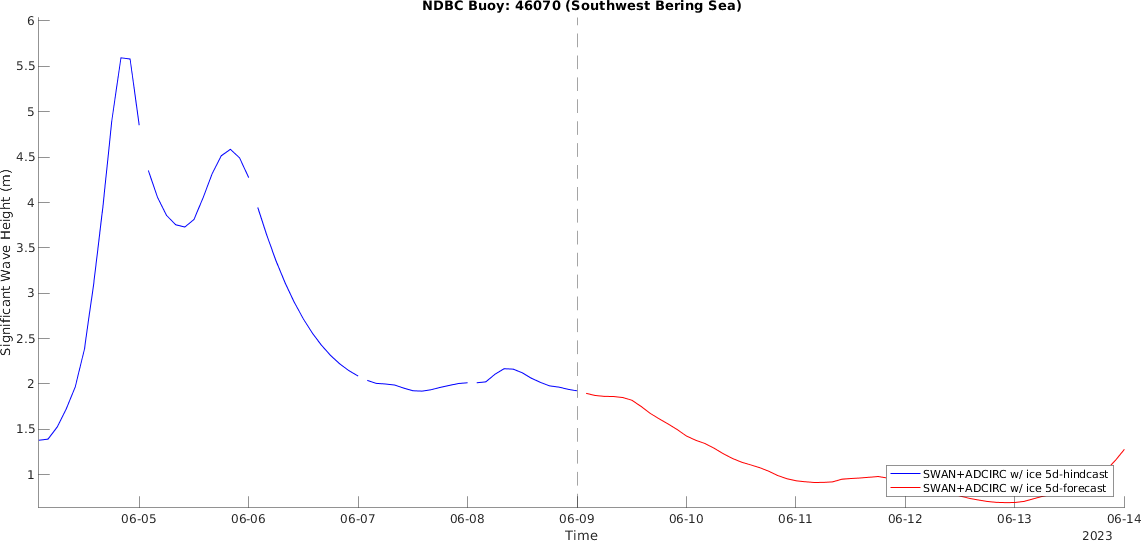 NDBC Buoy: 46070 (Southwest Bering Sea)
6
5.5
5
4.5
4
3.5
3
2.5
2
1.5
1
Significant Wave Height (m)
SWAN+ADCIRC w/ ice 5d-hindcast
SWAN+ADCIRC w/ ice 5d-forecast
06-05 06-06 06-07 06-08 06-09 06-10 06-11 06-12 06-13 06-14
Time
2023